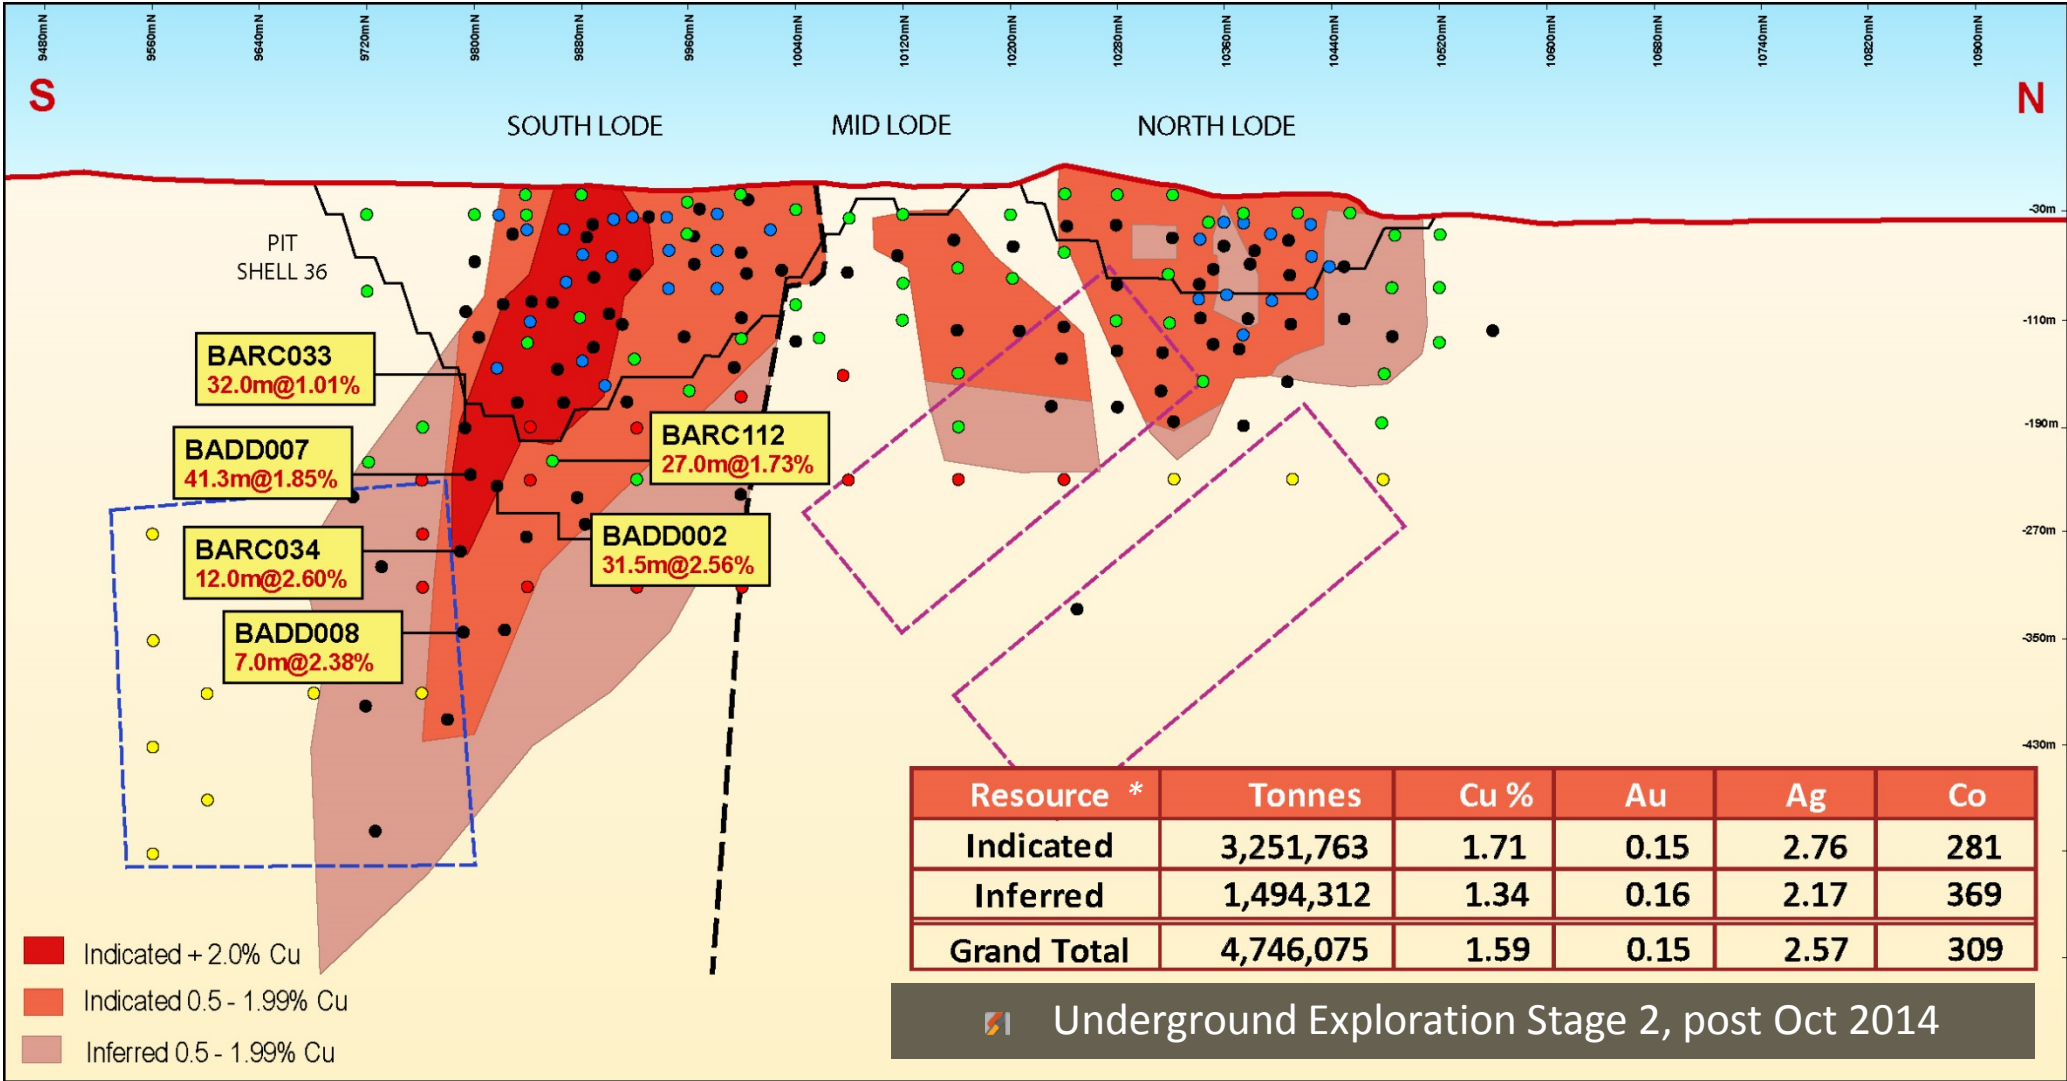 9480mN
9560mN
9640mN
9720mN
9800mN
9880mN
9960mN
10040mN
10120mN
10200mN
10280mN
10360mN
10440mN
10520mN
10600mN
10680mN
10740mN
10820mN
10900mN
S
N
SOUTH LODE
MID LODE
NORTH LODE
-30m
-110m
-190m
-270m
-350m
-430m
PIT
SHELL 36
BARC033
32.0m@1.01%
BADD007
41.3m@1.85%
BARC112
27.0m@1.73%
BARC034
12.0m@2.60%
BADD002
31.5m@2.56%
BADD008
7.0m@2.38%
Resource * Tonnes Cu % Au Ag Co
Indicated 3,251,763 1.71 0.15 2.76 281
Inferred 1,494,312 1.34 0.16 2.17 369
Grand Total 4,746,075 1.59 0.15 2.57 309
Indicated + 2.0% Cu
Indicated 0.5 - 1.99% Cu
Inferred 0.5 - 1.99% Cu
Underground Exploration Stage 2, post Oct 2014